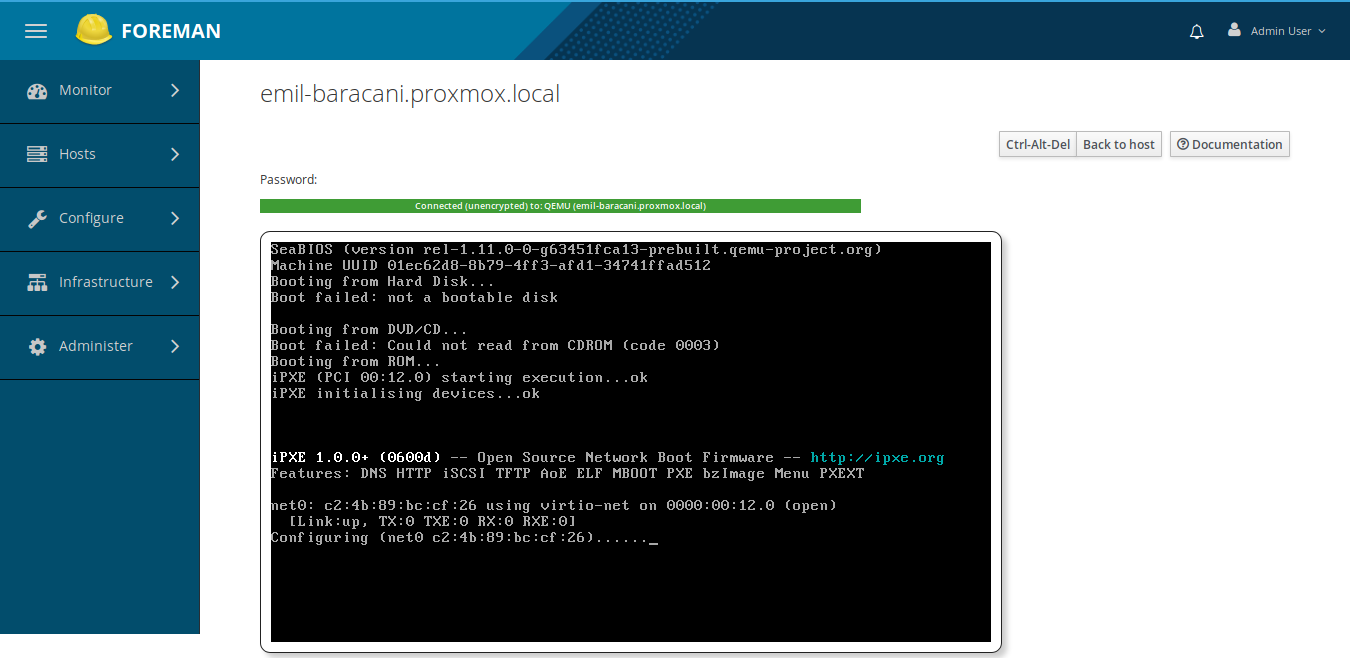 FOREMAN
Admin User
Monitor
Hosts
Configure
Infrastructure
Administer
emil-baracani.proxmox.local
Ctrl-Alt-Del
Back to host
Documentation
Password:
Connected (unencrypted) to: QEMU (emil-baracani.proxmox.local)
SeaBIOS (version rel-1.11.0-0-g63451fca13-prebuilt.qemu-project.org)
Machine UUID 01ec62d8-8b79-4ff3-afd1-34741ffad512
Booting from Hard Disk...
Boot failed: not a bootable disk
Booting from DVD/CD...
Boot failed: Could not read from CDROM (code 0003)
Booting from ROM...
iPXE (PCI 00:12.0) starting execution...ok
iPXE initialising devices...ok
iPXE 1.0.0+ (0600d) -- Open Source Network Boot Firmware -- http://ipxe.org
Features: DNS HTTP iSCSI TFTP AoE ELF MBOOT PXE bzImage Menu PXEXT
net0: c2:4b:89:bc:cf:26 using virtio-net on 0000:00:12.0 (open)
[Link:up, TX:0 TXE:0 RX:0 RXE:0]
Configuring (net0 c2:4b:89:bc:cf:26)......_